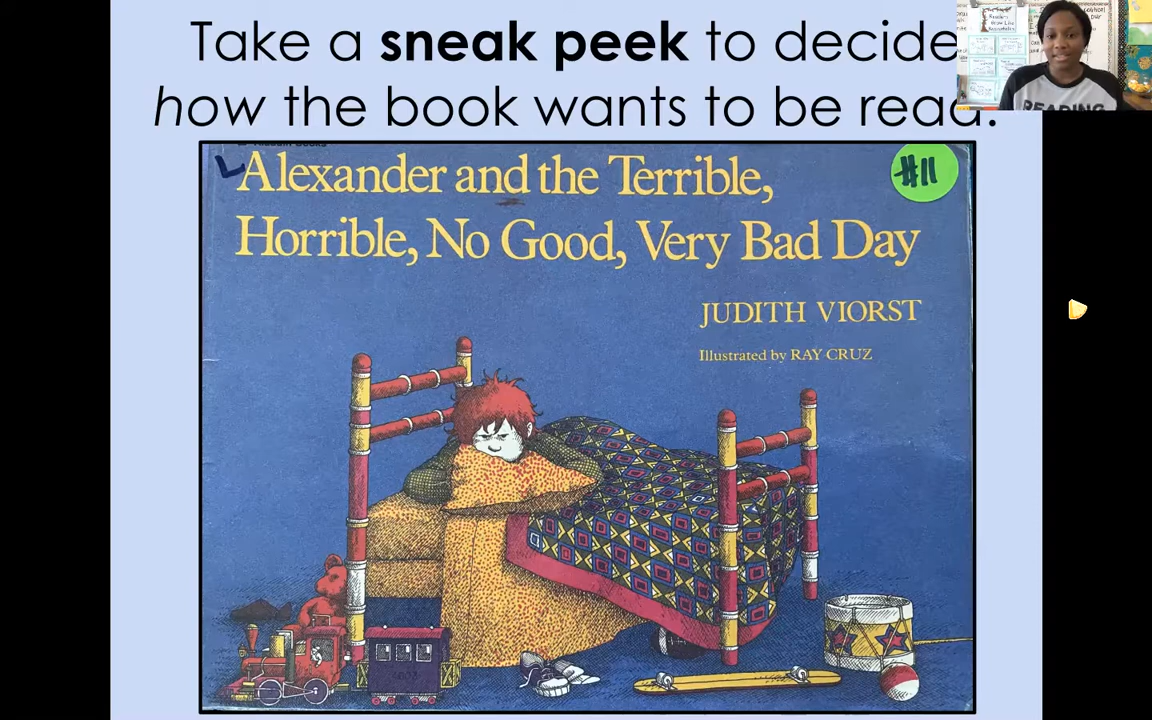 Take a sneak peek to decide
how the book wants to be read.
Alexander and the Terrible,
Horrible, No Good, Very Bad Day
#11
JUDITH VIORST
Illustrated by RAY CRUZ
READING